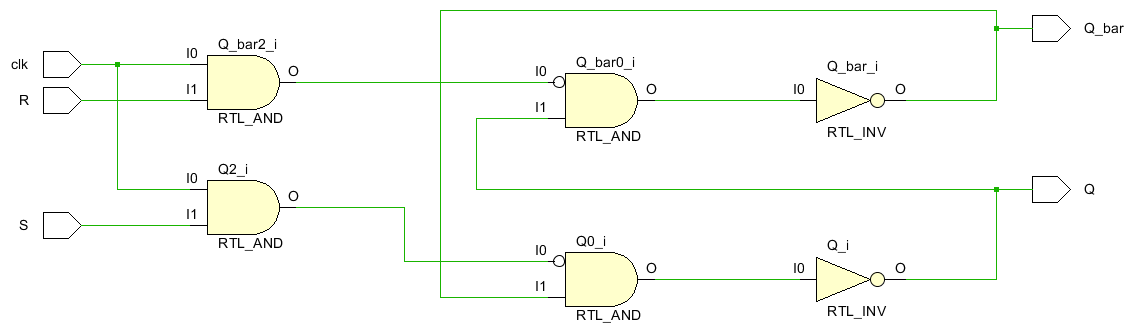 Q_bar
Q_bar2_i
clk
I0
O
R
I1
RTL_AND
Q_bar0_i
I0
I1
O
RTL_AND
Q_bar_i
I0
O
RTL_INV
Q2_i
I0
O
S
I1
RTL_AND
Q
Q0_i
I0
I1
O
RTL_AND
Q_i
I0
O
RTL_INV